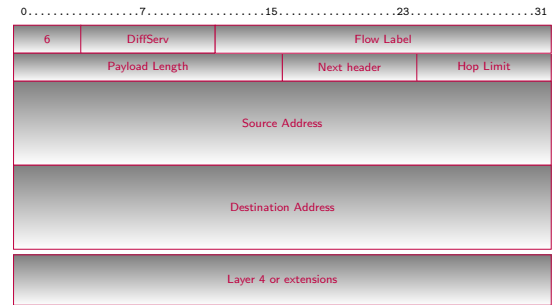 0..................7..................15..................23..................31
6 DiffServ Flow Label
Payload Length Next header Hop Limit
Source Address
Destination Address
Layer 4 or extensions